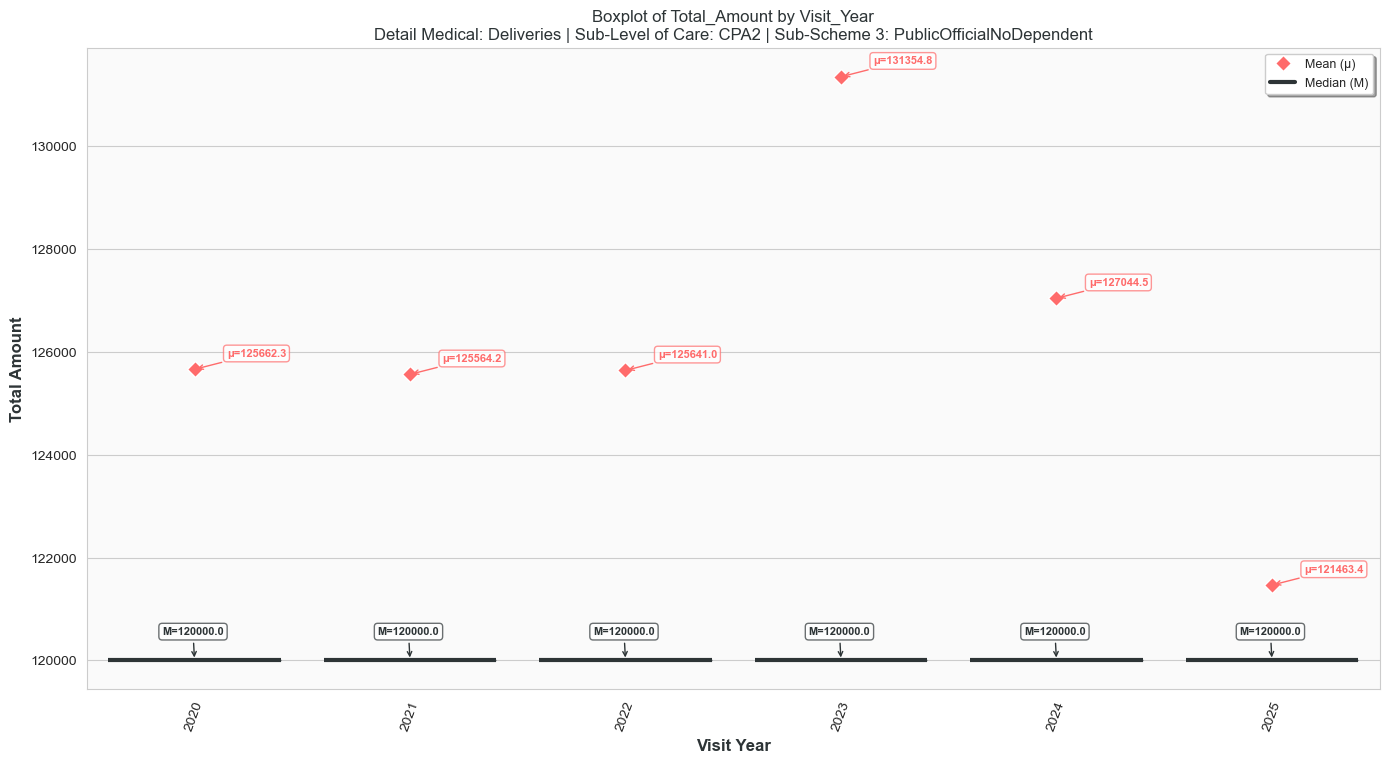 Boxplot of Total_Amount by Visit_Year
Detail Medical: Deliveries | Sub-Level of Care: CPA2 | Sub-Scheme 3: PublicOfficialNoDependent
Mean (μ)
Median (M)
μ=131354.8
130000
128000
μ=127044.5
126000
μ=125662.3
μ=125564.2
μ=125641.0
124000
122000
μ=121463.4
M=120000.0
M=120000.0
M=120000.0
M=120000.0
M=120000.0
M=120000.0
120000
Total Amount
2020
2021
2022
2023
2024
2025
Visit Year